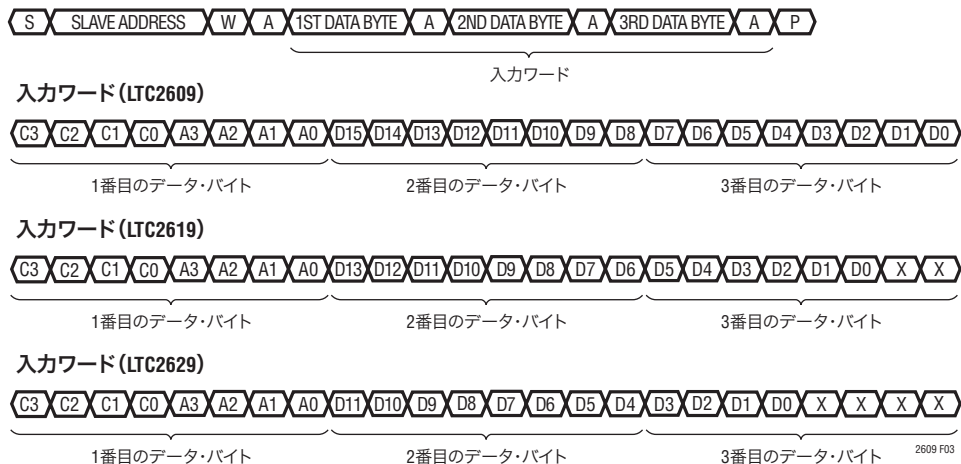 S SLAVE ADDRESS W A 1ST DATA BYTE A 2ND DATA BYTE A 3RD DATA BYTE A P
入力ワード
入力ワード（LTC2609）
C3 C2 C1 C0 A3 A2 A1 A0 D15 D14 D13 D12 D11 D10 D9 D8 D7 D6 D5 D4 D3 D2 D1 D0
1番目のデータ・バイト 2番目のデータ・バイト 3番目のデータ・バイト
入力ワード（LTC2619）
C3 C2 C1 C0 A3 A2 A1 A0 D13 D12 D11 D10 D9 D8 D7 D6 D5 D4 D3 D2 D1 D0 X X
1番目のデータ・バイト 2番目のデータ・バイト 3番目のデータ・バイト
入力ワード（LTC2629）
C3 C2 C1 C0 A3 A2 A1 A0 D11 D10 D9 D8 D7 D6 D5 D4 D3 D2 D1 D0 X X X X
1番目のデータ・バイト 2番目のデータ・バイト 3番目のデータ・バイト 2609 F03